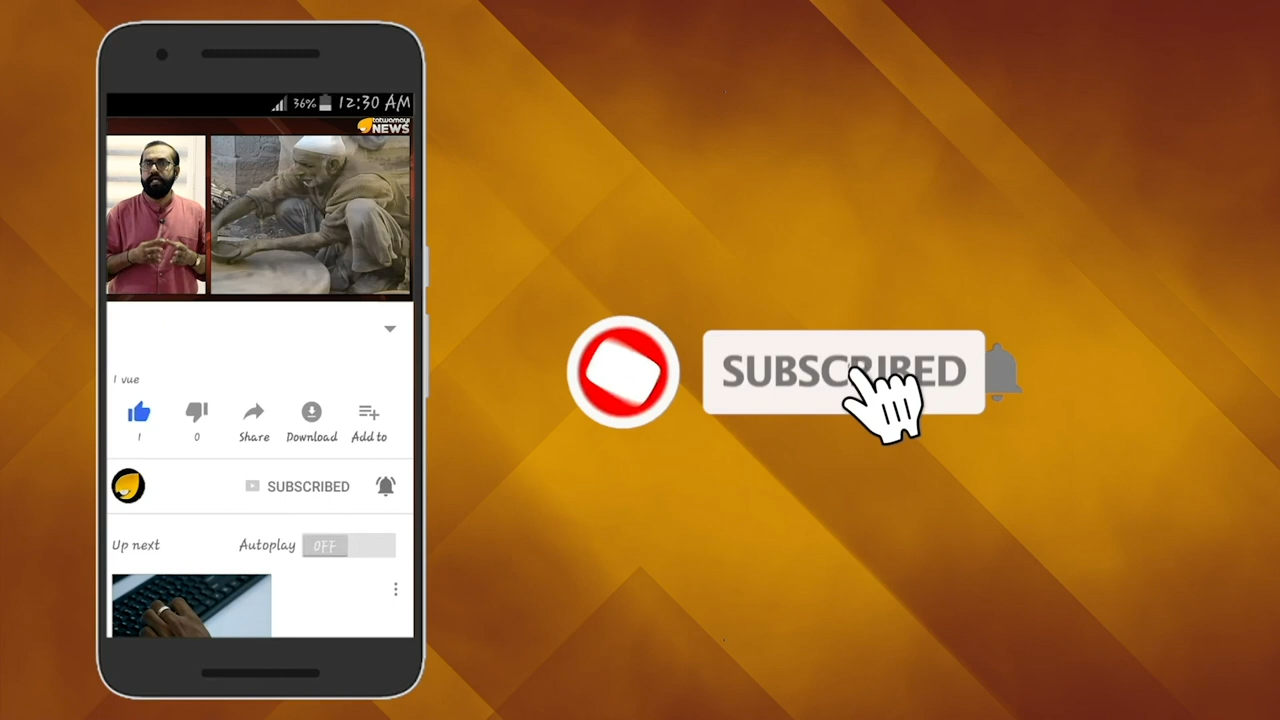 36% 12:30 AM
tatwamayi
NEWS
1 vue
1
0
Share
Download
Add to
SUBSCRIBED
Up next
Autoplay
OFF
SUBSCRIBED